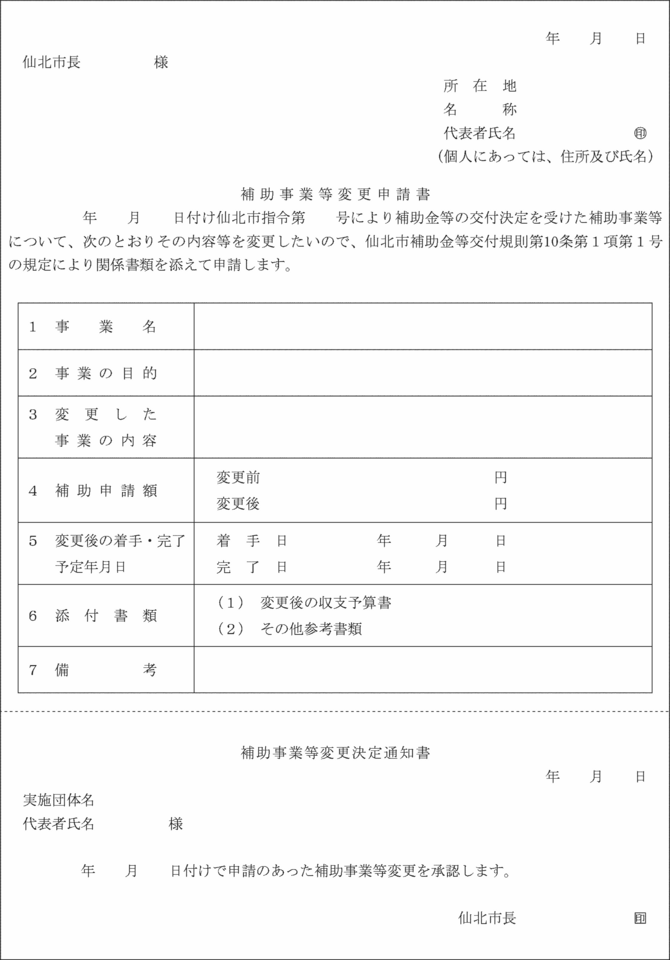 年　　月　　日
仙北市長　　　　　様
所　在　地
名　　　称
代表者氏名　　　　　　　　㊞
（個人にあっては、住所及び氏名）
補助事業等変更申請書
　　　　　年　　月　　日付け仙北市指令第　　号により補助金等の交付決定を受けた補助事業等
について、次のとおりその内容等を変更したいので、仙北市補助金等交付規則第10条第１項第１号
の規定により関係書類を添えて申請します。
１　事　　業　　名
２　事業の目的
３　変　更　し　た
事業の内容
４　補助申請額
変更前　　　　　　　　　　　　　　　　円
変更後　　　　　　　　　　　　　　　　円
５　変更後の着手・完了
予定年月日
着　手　日　　　　　　年　　　月　　　日
完　了　日　　　　　　年　　　月　　　日
６　添　付　書　類
（１）　変更後の収支予算書
（２）　その他参考書類
７　備　　　　　考
補助事業等変更決定通知書
年　　月　　日
実施団体名
代表者氏名　　　　　様
　　　　　年　　月　　日付けで申請のあった補助事業等変更を承認します。
仙北市長　　　　　　　　印